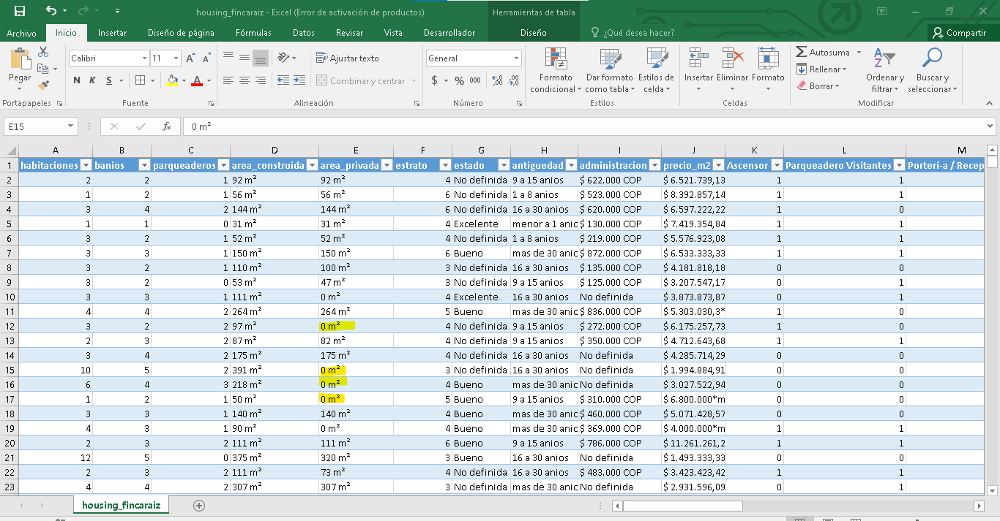 housing_fincaraiz - Excel (Error de activación de productos)
Herramientas de tabla
Archivo Inicio Insertar Diseño de página Fórmulas Datos Revisar Vista Desarrollador Diseño ¿Qué desea hacer? Compartir
Calibri 11 Ajustar texto General Autosuma
Rellenar
Pegar N K S Combinar y centrar $ % 000 Formato condicional Dar formato como tabla Estilos de celda Insertar Eliminar Formato Borrar Ordenar y filtrar Buscar y seleccionar
Portapapeles Fuente Alineación Número Estilos Celdas Modificar
E15 fx 0 m²
A B C D E F G H I J K L M
1 habitaciones banios parqueaderos area_construida area_privada estrato estado antiguedad administracion precio_m2 Ascensor Parqueadero Visitantes Porterí-a / Recep
2 2 2 1 92 m² 92 m² 4 No definida 9 a 15 anios $ 622.000 COP $ 6.521.739,13 1 1
3 1 2 1 56 m² 56 m² 6 No definida 1 a 8 anios $ 523.000 COP $ 8.392.857,14 1 1
4 3 4 2 144 m² 144 m² 6 No definida 16 a 30 anios $ 620.000 COP $ 6.597.222,22 1 0
5 1 1 0 31 m² 31 m² 4 Excelente menor a 1 anio $ 130.000 COP $ 7.419.354,84 1 1
6 3 2 1 52 m² 52 m² 4 No definida 1 a 8 anios $ 219.000 COP $ 5.576.923,08 1 1
7 3 3 1 150 m² 150 m² 6 Bueno mas de 30 anic $ 872.000 COP $ 6.533.333,33 1 1
8 3 2 1 110 m² 100 m² 3 No definida 16 a 30 anios $ 135.000 COP $ 4.181.818,18 0 0
9 3 2 0 53 m² 47 m² 3 No definida 9 a 15 anios $ 125.000 COP $ 3.207.547,17 0 1
10 3 3 1 111 m² 0 m² 4 Excelente 16 a 30 anios No definida $ 3.873.873,87 0 1
11 4 4 2 264 m² 264 m² 5 Bueno mas de 30 anic $ 836.000 COP $ 5.303.030,3* 1 0
12 3 2 2 97 m² 0 m² 4 No definida 9 a 15 anios $ 272.000 COP $ 6.175.257,73 1 0
13 2 3 2 87 m² 82 m² 4 No definida 9 a 15 anios $ 350.000 COP $ 4.712.643,68 1 1
14 3 4 2 175 m² 175 m² 4 No definida 16 a 30 anios No definida $ 4.285.714,29 0 0
15 10 5 2 391 m² 0 m² 3 No definida 16 a 30 anios No definida $ 1.994.884,91 0 0
16 6 4 3 218 m² 0 m² 4 Bueno mas de 30 anic No definida $ 3.027.522,94 0 0
17 1 2 1 50 m² 0 m² 5 Bueno 9 a 15 anios $ 310.000 COP $ 6.800.000*m 0 0
18 3 3 1 140 m² 140 m² 4 Bueno mas de 30 anic $ 460.000 COP $ 5.071.428,57 0 0
19 4 3 1 90 m² 0 m² 4 Bueno mas de 30 anic $ 369.000 COP $ 4.000.000*m 1 1
20 2 3 2 111 m² 111 m² 6 Bueno 9 a 15 anios $ 786.000 COP $ 11.261.261,2 1 1
21 12 5 0 375 m² 320 m² 3 Bueno 16 a 30 anios No definida $ 1.493.333,33 0 0
22 2 3 2 111 m² 73 m² 4 No definida 16 a 30 anios $ 483.000 COP $ 3.423.423,42 1 1
23 4 4 2 307 m² 307 m² 3 No definida mas de 30 anic No definida $ 2.931.596,09 0 1
housing_fincaraiz